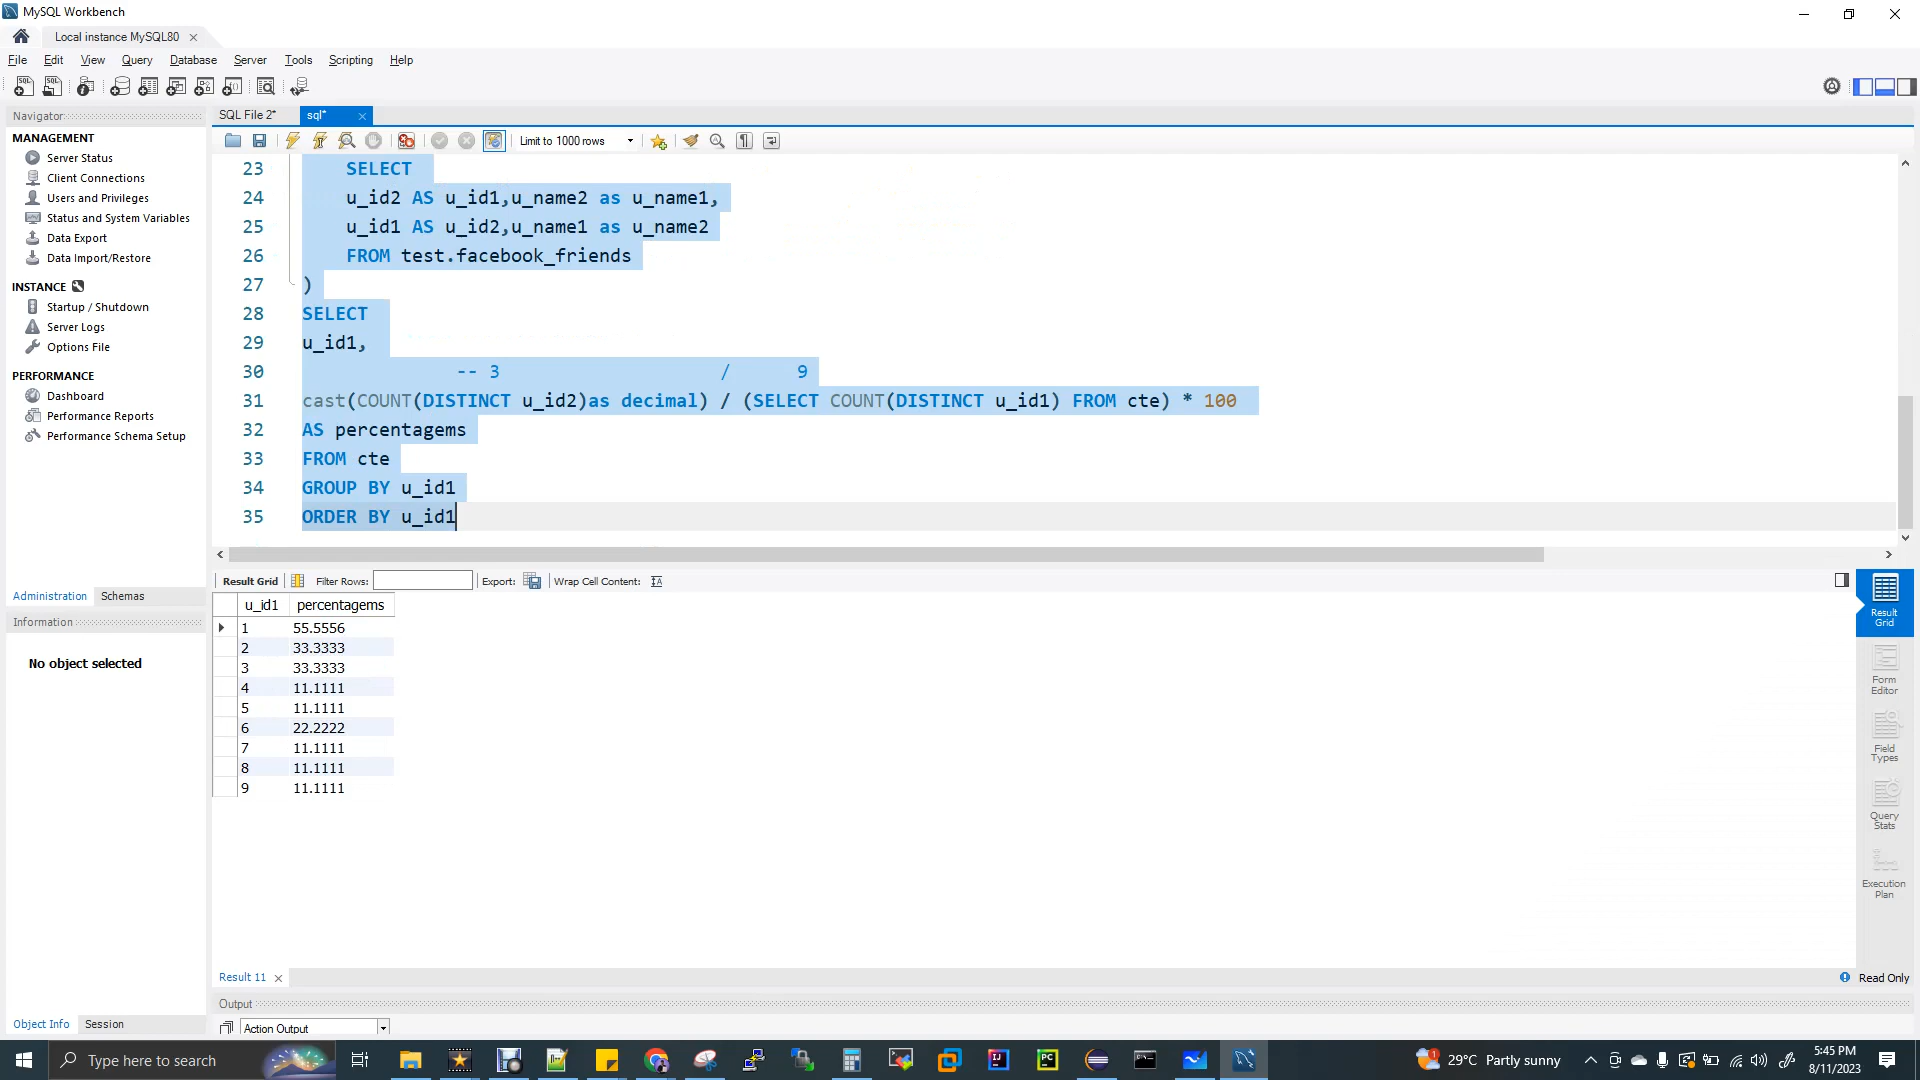 MySQL Workbench
Local instance MySQL80
File Edit View Query Database Server Tools Scripting Help
Navigator
MANAGEMENT
Server Status
Client Connections
Users and Privileges
Status and System Variables
Data Export
Data Import/Restore
INSTANCE
Startup / Shutdown
Server Logs
Options File
PERFORMANCE
Dashboard
Performance Reports
Performance Schema Setup
Administration Schemas
Information
No object selected
Object Info Session
SQL File 2* sql*
Limit to 1000 rows
23 SELECT
24 u_id2 AS u_id1,u_name2 as u_name1,
25 u_id1 AS u_id2,u_name1 as u_name2
26 FROM test.facebook_friends
27 )
28 SELECT
29 u_id1,
30 -- 3 / 9
31 cast(COUNT(DISTINCT u_id2)as decimal) / (SELECT COUNT(DISTINCT u_id1) FROM cte) * 100
32 AS percentagems
33 FROM cte
34 GROUP BY u_id1
35 ORDER BY u_id1
Result Grid Filter Rows: Export: Wrap Cell Content:
u_id1 percentagems
1 55.5556
2 33.3333
3 33.3333
4 11.1111
5 11.1111
6 22.2222
7 11.1111
8 11.1111
9 11.1111
Result
Grid
Form
Editor
Field
Types
Query
Stats
Execution
Plan
Result 11
Read Only
Output
Action Output
Type here to search
29°C Partly sunny
5:45 PM
8/11/2023